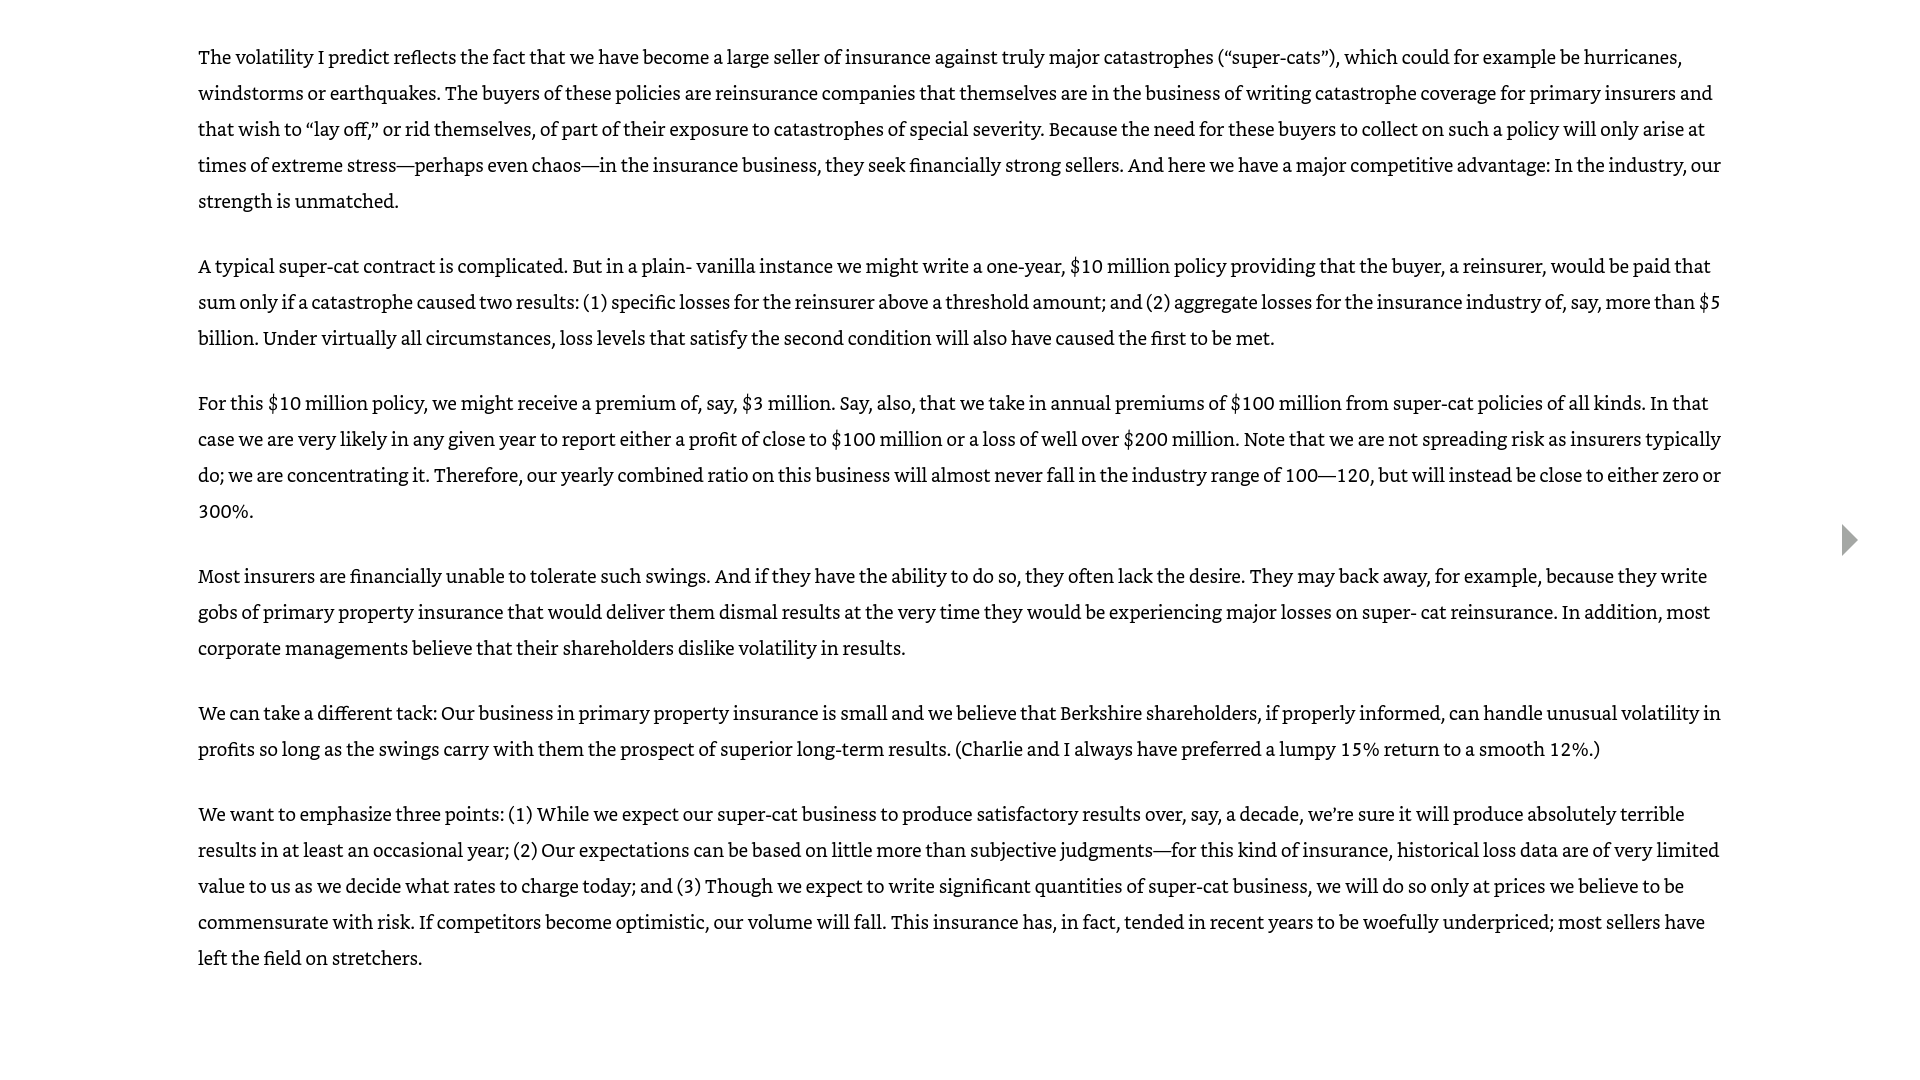 The volatility I predict reflects the fact that we have become a large seller of insurance against truly major catastrophes (“super-cats”), which could for example be hurricanes,
windstorms or earthquakes. The buyers of these policies are reinsurance companies that themselves are in the business of writing catastrophe coverage for primary insurers and
that wish to “lay off,” or rid themselves, of part of their exposure to catastrophes of special severity. Because the need for these buyers to collect on such a policy will only arise at
times of extreme stress—perhaps even chaos—in the insurance business, they seek financially strong sellers. And here we have a major competitive advantage: In the industry, our
strength is unmatched.
A typical super-cat contract is complicated. But in a plain- vanilla instance we might write a one-year, $10 million policy providing that the buyer, a reinsurer, would be paid that
sum only if a catastrophe caused two results: (1) specific losses for the reinsurer above a threshold amount; and (2) aggregate losses for the insurance industry of, say, more than $5
billion. Under virtually all circumstances, loss levels that satisfy the second condition will also have caused the first to be met.
For this $10 million policy, we might receive a premium of, say, $3 million. Say, also, that we take in annual premiums of $100 million from super-cat policies of all kinds. In that
case we are very likely in any given year to report either a profit of close to $100 million or a loss of well over $200 million. Note that we are not spreading risk as insurers typically
do; we are concentrating it. Therefore, our yearly combined ratio on this business will almost never fall in the industry range of 100—120, but will instead be close to either zero or
300%.
Most insurers are financially unable to tolerate such swings. And if they have the ability to do so, they often lack the desire. They may back away, for example, because they write
gobs of primary property insurance that would deliver them dismal results at the very time they would be experiencing major losses on super- cat reinsurance. In addition, most
corporate managements believe that their shareholders dislike volatility in results.
We can take a different tack: Our business in primary property insurance is small and we believe that Berkshire shareholders, if properly informed, can handle unusual volatility in
profits so long as the swings carry with them the prospect of superior long-term results. (Charlie and I always have preferred a lumpy 15% return to a smooth 12%.)
We want to emphasize three points: (1) While we expect our super-cat business to produce satisfactory results over, say, a decade, we’re sure it will produce absolutely terrible
results in at least an occasional year; (2) Our expectations can be based on little more than subjective judgments—for this kind of insurance, historical loss data are of very limited
value to us as we decide what rates to charge today; and (3) Though we expect to write significant quantities of super-cat business, we will do so only at prices we believe to be
commensurate with risk. If competitors become optimistic, our volume will fall. This insurance has, in fact, tended in recent years to be woefully underpriced; most sellers have
left the field on stretchers.